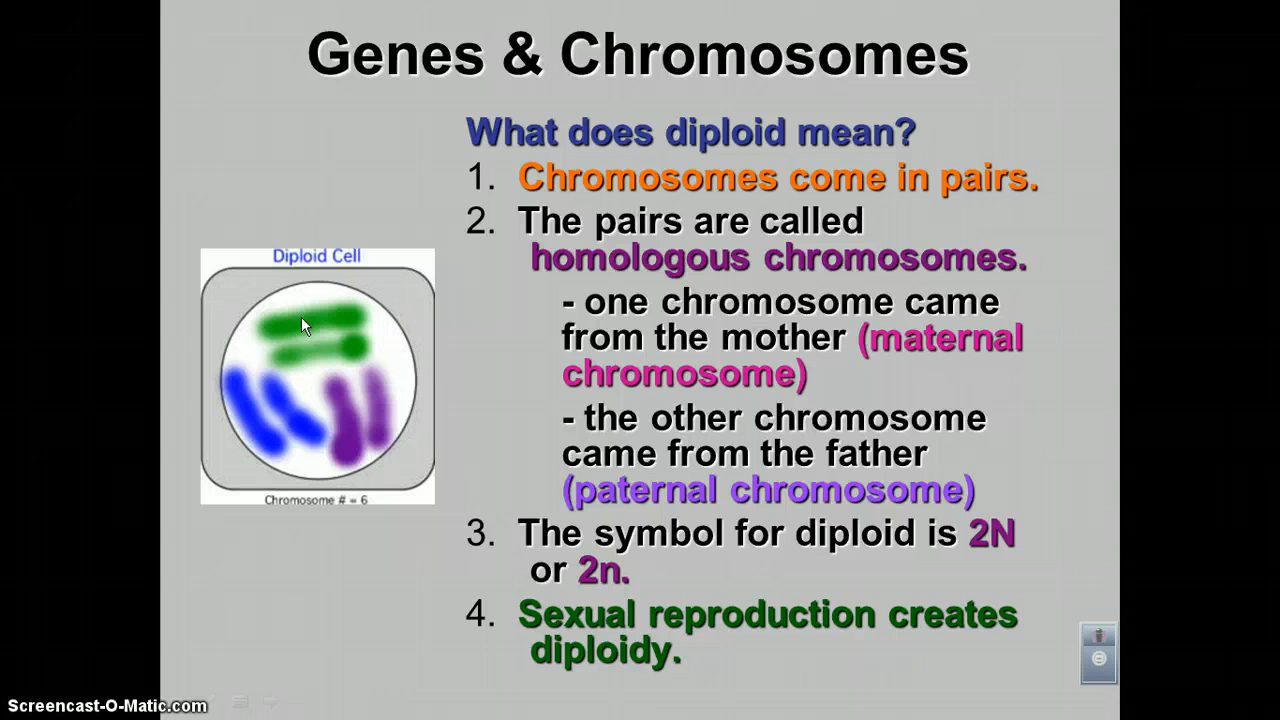 Genes & Chromosomes
What does diploid mean?
1. Chromosomes come in pairs.
2. The pairs are called
homologous chromosomes.
- one chromosome came
from the mother (maternal
chromosome)
- the other chromosome
came from the father
(paternal chromosome)
3. The symbol for diploid is 2N
or 2n.
4. Sexual reproduction creates
diploidy.
Diploid Cell
Chromosome # = 6
Screencast-O-Matic.com